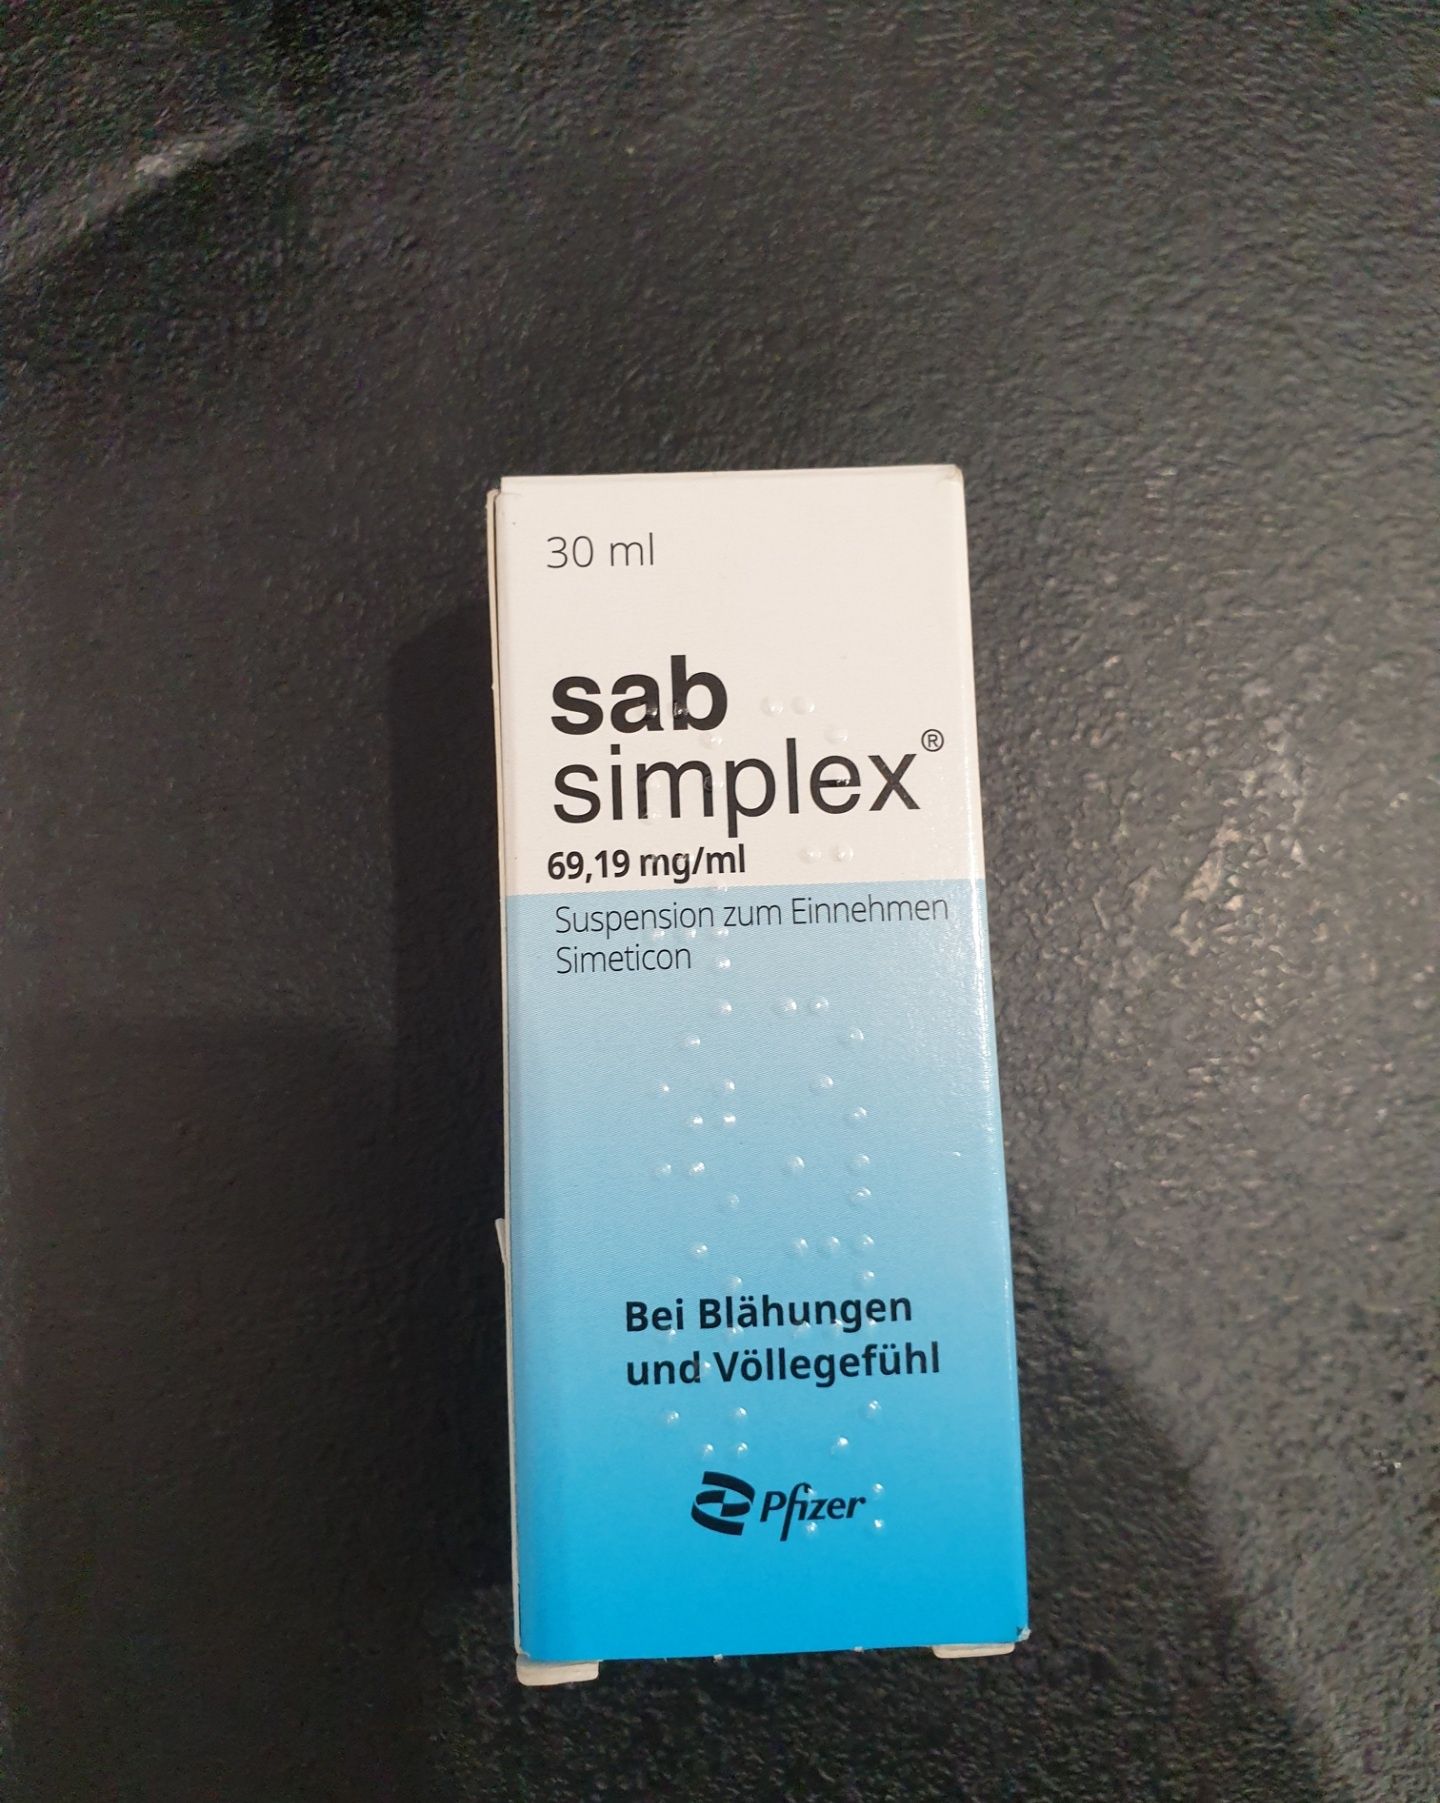 30 ml
sab
simplex®
69,19 mg/ml
Suspension zum Einnehmen
Simeticon
Bei Blähungen
und Völlegefühl
Pfizer